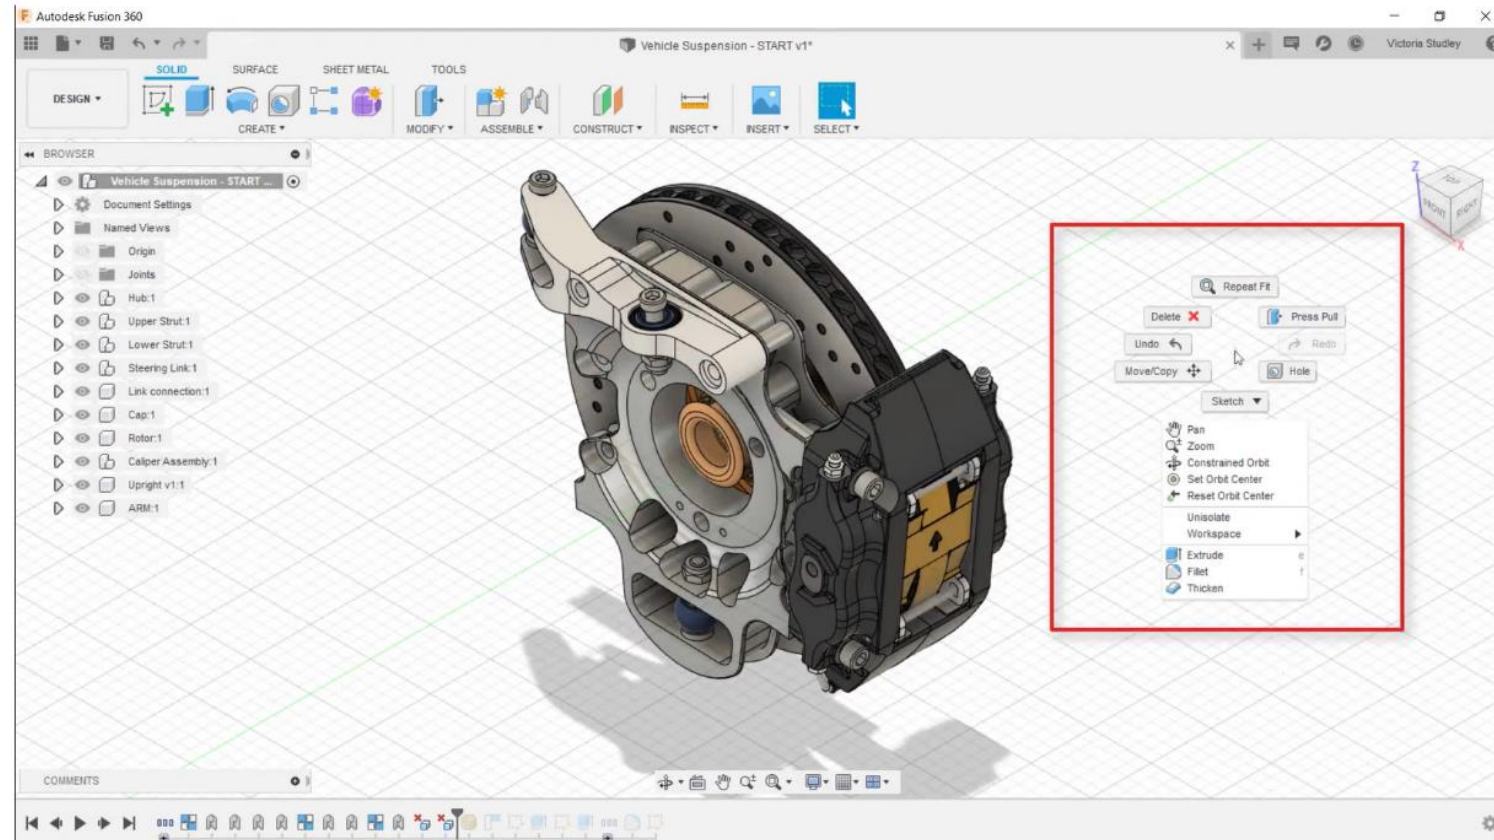 Autodesk Fusion 360
Vehicle Suspension - START v1*
Victoria Studley
SOLID SURFACE SHEET METAL TOOLS
DESIGN
CREATE MODIFY ASSEMBLE CONSTRUCT INSPECT INSERT SELECT
BROWSER
Vehicle Suspension - START ...
Document Settings
Named Views
Origin
Joints
Hub:1
Upper Strut:1
Lower Strut:1
Steering Link:1
Link connection:1
Cap:1
Rotor:1
Caliper Assembly:1
Upright v1:1
ARM:1
Z
TOP
FRONT RIGHT
X
Repeat Fit
Delete Press Pull
Undo Redo
Move/Copy Hole
Sketch
Pan
Zoom
Constrained Orbit
Set Orbit Center
Reset Orbit Center
Unisolate
Workspace
Extrude e
Fillet f
Thicken
COMMENTS